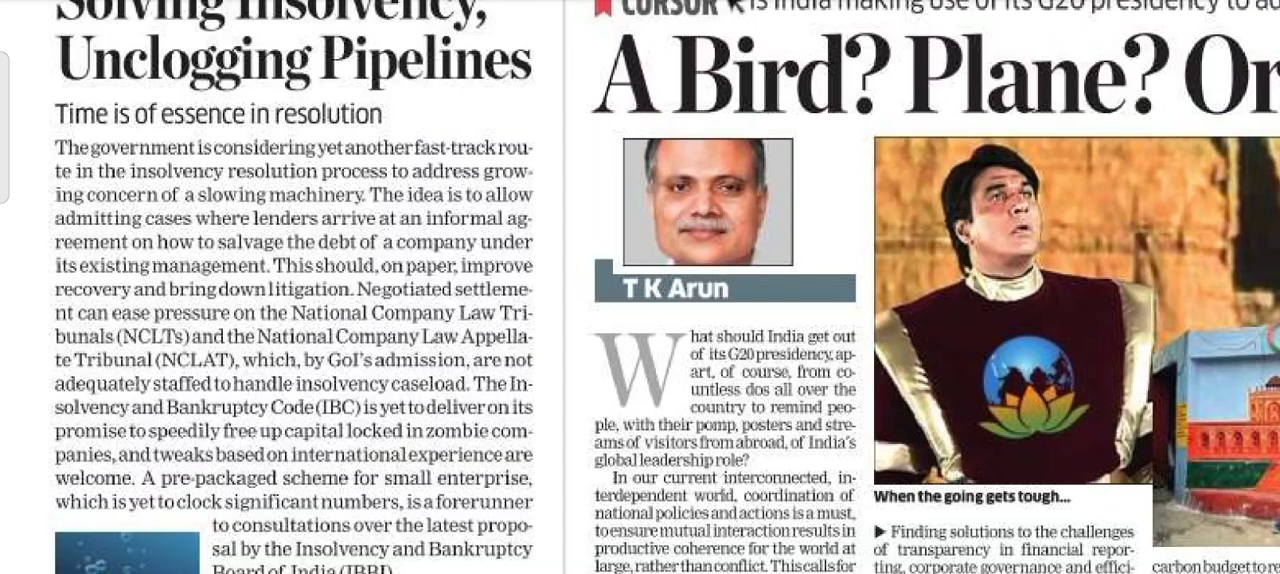 Solving Insolvency,
Unclogging Pipelines
Time is of essence in resolution
The government is considering yet another fast-track rou-
te in the insolvency resolution process to address grow-
ing concern of a slowing machinery. The idea is to allow
admitting cases where lenders arrive at an informal ag-
reement on how to salvage the debt of a company under
its existing management. This should, on paper, improve
recovery and bring down litigation. Negotiated settleme-
nt can ease pressure on the National Company Law Tri-
bunals (NCLTs) and the National Company Law Appella-
te Tribunal (NCLAT), which, by GoI's admission, are not
adequately staffed to handle insolvency caseload. The In-
solvency and Bankruptcy Code (IBC) is yet to deliver on its
promise to speedily free up capital locked in zombie com-
panies, and tweaks based on international experience are
welcome. A pre-packaged scheme for small enterprise,
which is yet to clock significant numbers, is a forerunner
to consultations over the latest propo-
sal by the Insolvency and Bankruptcy
Board of India (IBBI)
CURSOR Is India making use of its G20 presidency to ad
A Bird? Plane? Or
T K Arun
What should India get out
of its G20 presidency, ap-
art, of course, from co-
untless dos all over the
country to remind peo-
ple, with their pomp, posters and stre-
ams of visitors from abroad, of India's
global leadership role?
In our current interconnected, in-
terdependent world, coordination of
national policies and actions is a must,
to ensure mutual interaction results in
productive coherence for the world at
large, rather than conflict. This calls for
When the going gets tough...
▶ Finding solutions to the challenges
of transparency in financial repor-
ting, corporate governance and effici-
carbon budget to re